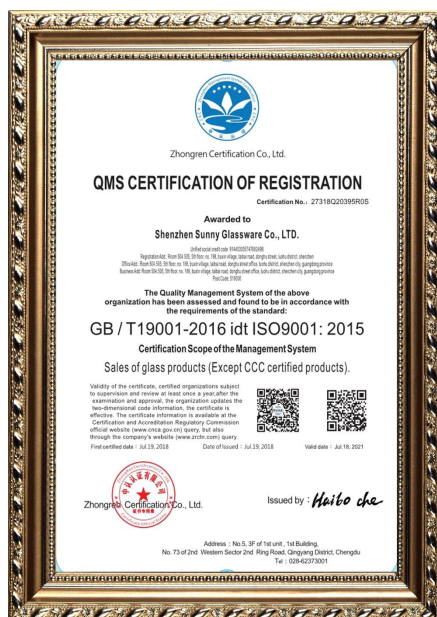 Zhongren Certification Co., Ltd.
QMS CERTIFICATION OF REGISTRATION
Certification No.: 27318Q20395R0S
Awarded to
Shenzhen Sunny Glassware Co., LTD.
The Quality Management System of the above
organization has been assessed and found to be in accordance with
the requirements of the standard:
GB / T19001-2016 idt ISO9001: 2015
Certification Scope of the Management System
Sales of glass products (Except CCC certified products).
Validity of the certificate, certified organizations subject
to supervision and review at least once a year,after the
examination and approval, the organization updates the
two-dimensional code information, the certificate is
effective. The certificate information is available at the
Certification and Accreditation Regulatory Commission
official website (www.cnca.gov.cn) query, but also
through the company's website (www.zrctn.com) query.
First certified date : Jul.19, 2018 Date of Issued : Jul.19, 2018 Valid date : Jul.18, 2021
Zhongren Certification Co., Ltd.
Issued by : Haibo che
Address : No.5, 3F of 1st unit , 1st Building,
No. 73 of 2nd Western Sector 2nd Ring Road, Qingyang District, Chengdu
Tel : 028-62373001